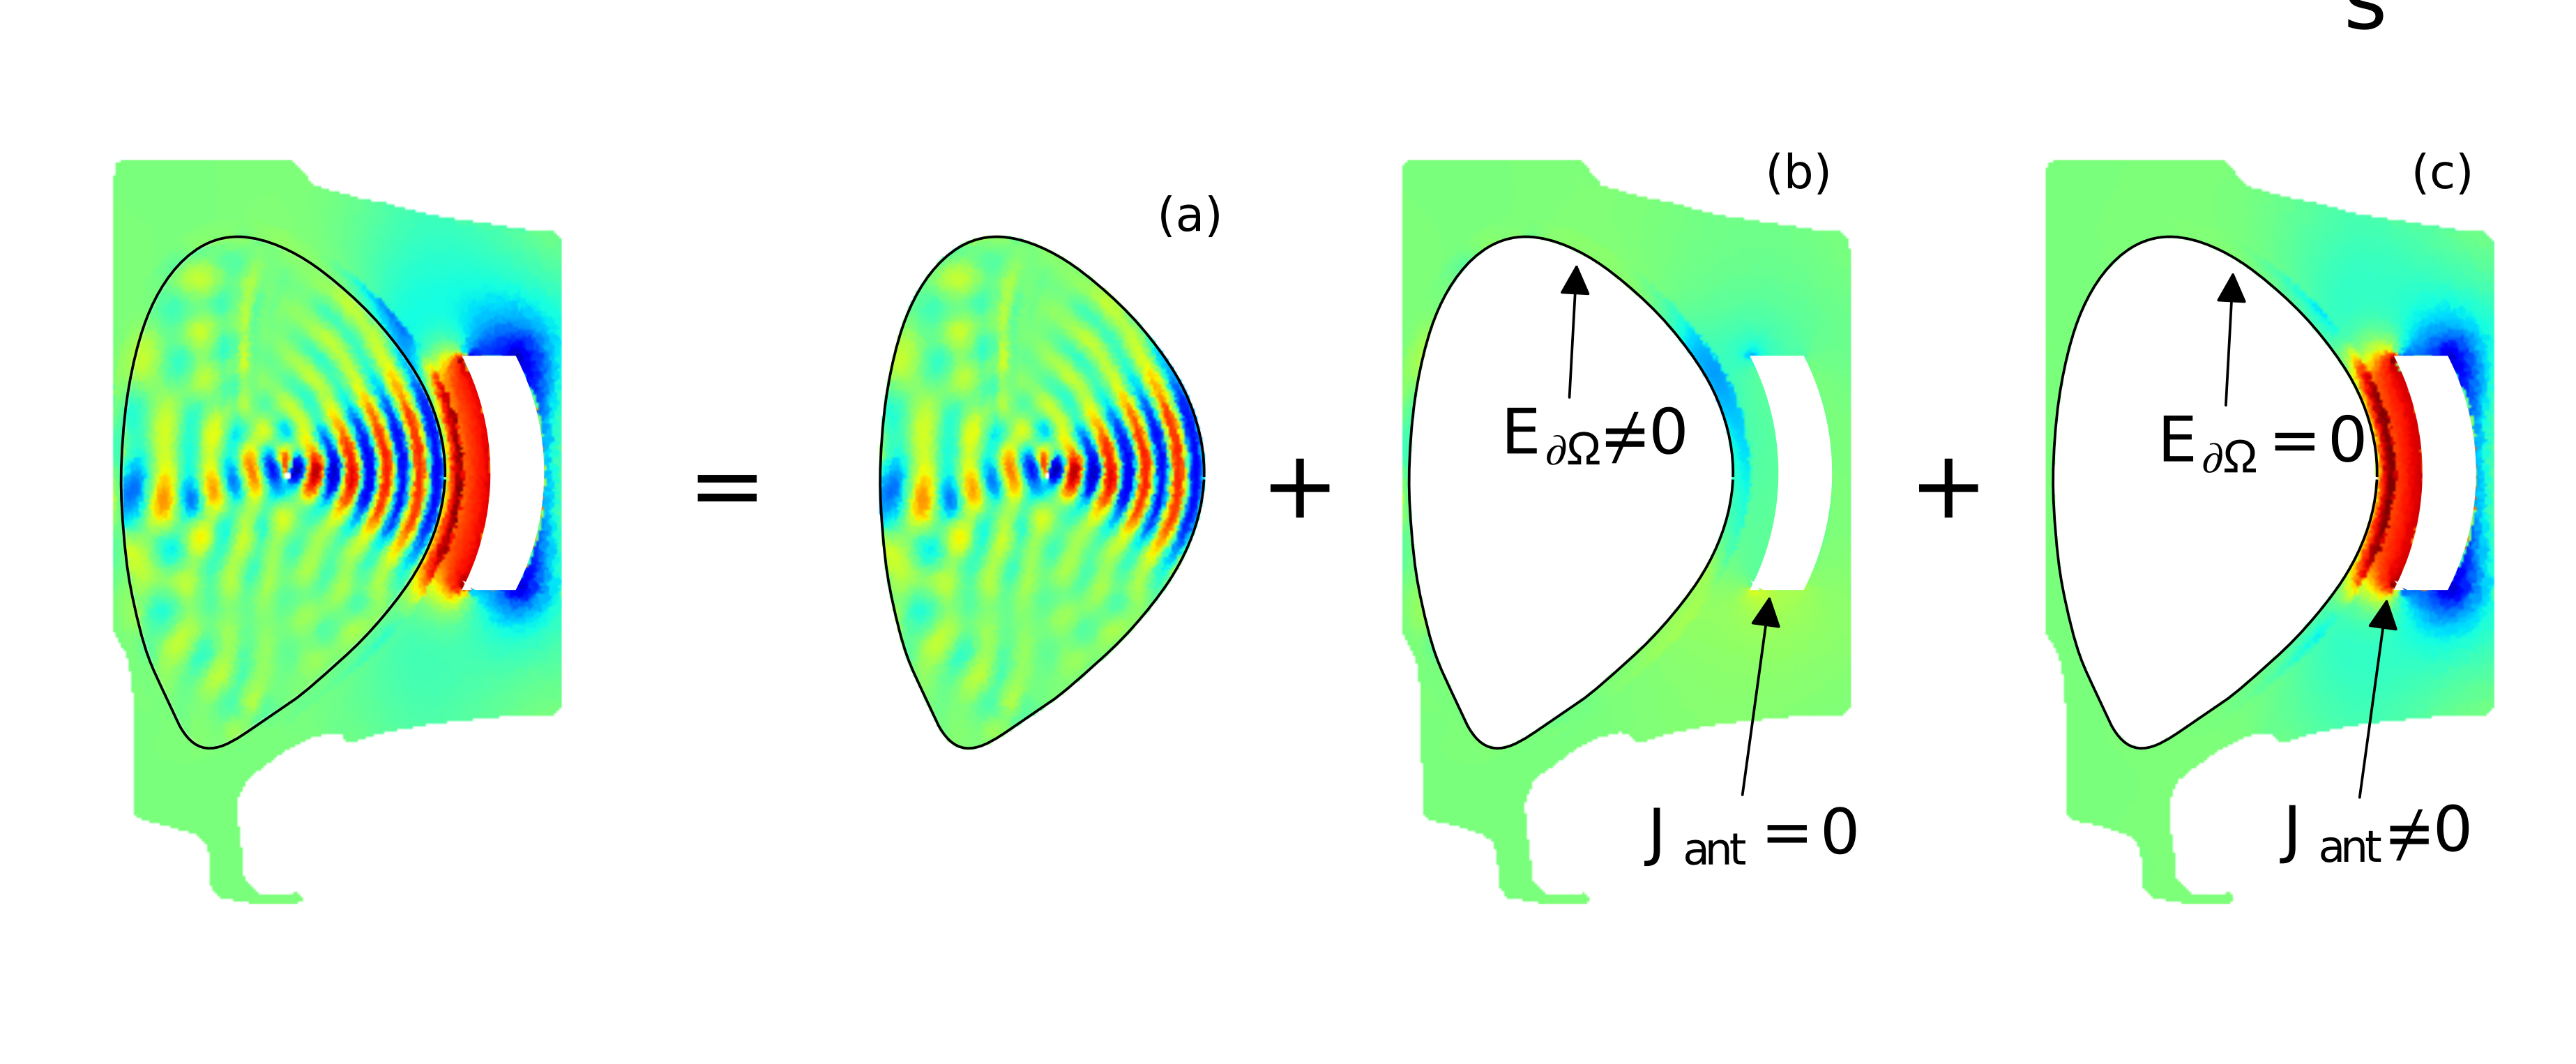 s
(a)
(b)
(c)
=
+
+
E∂Ω≠0
E∂Ω=0
J ant=0
J ant≠0